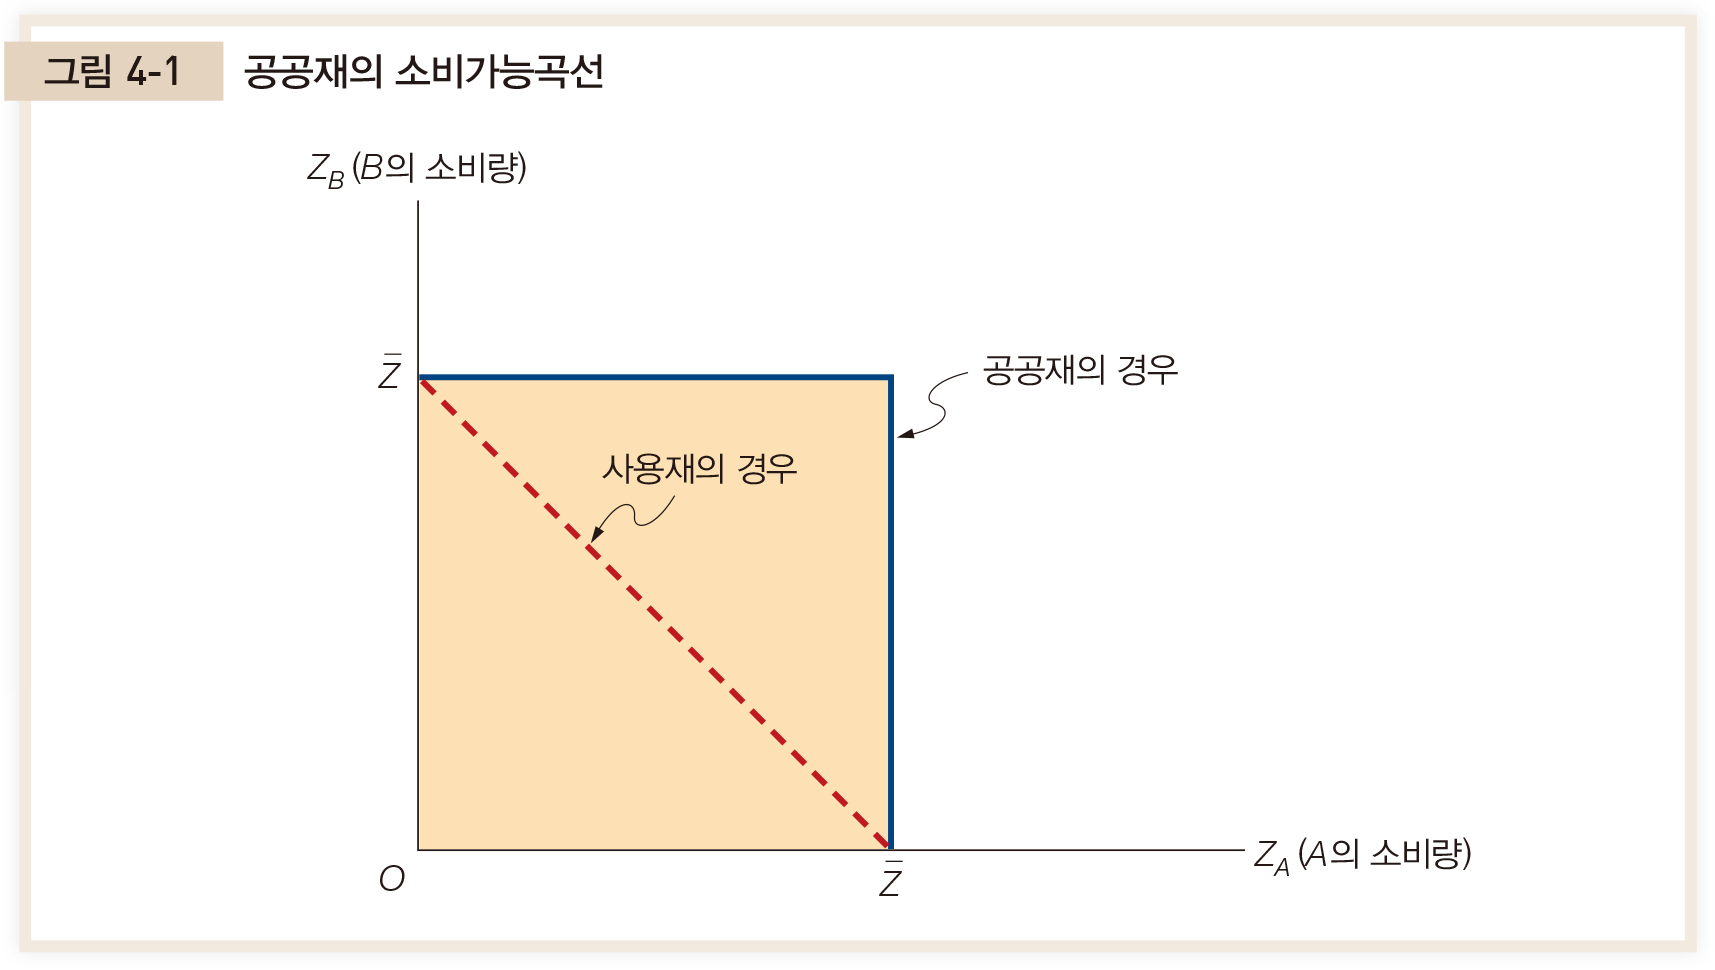 그림 4-1 공공재의 소비가능곡선
Z_B (B의 소비량)
Z̄
공공재의 경우
사용재의 경우
Z_A (A의 소비량)
O
Z̄